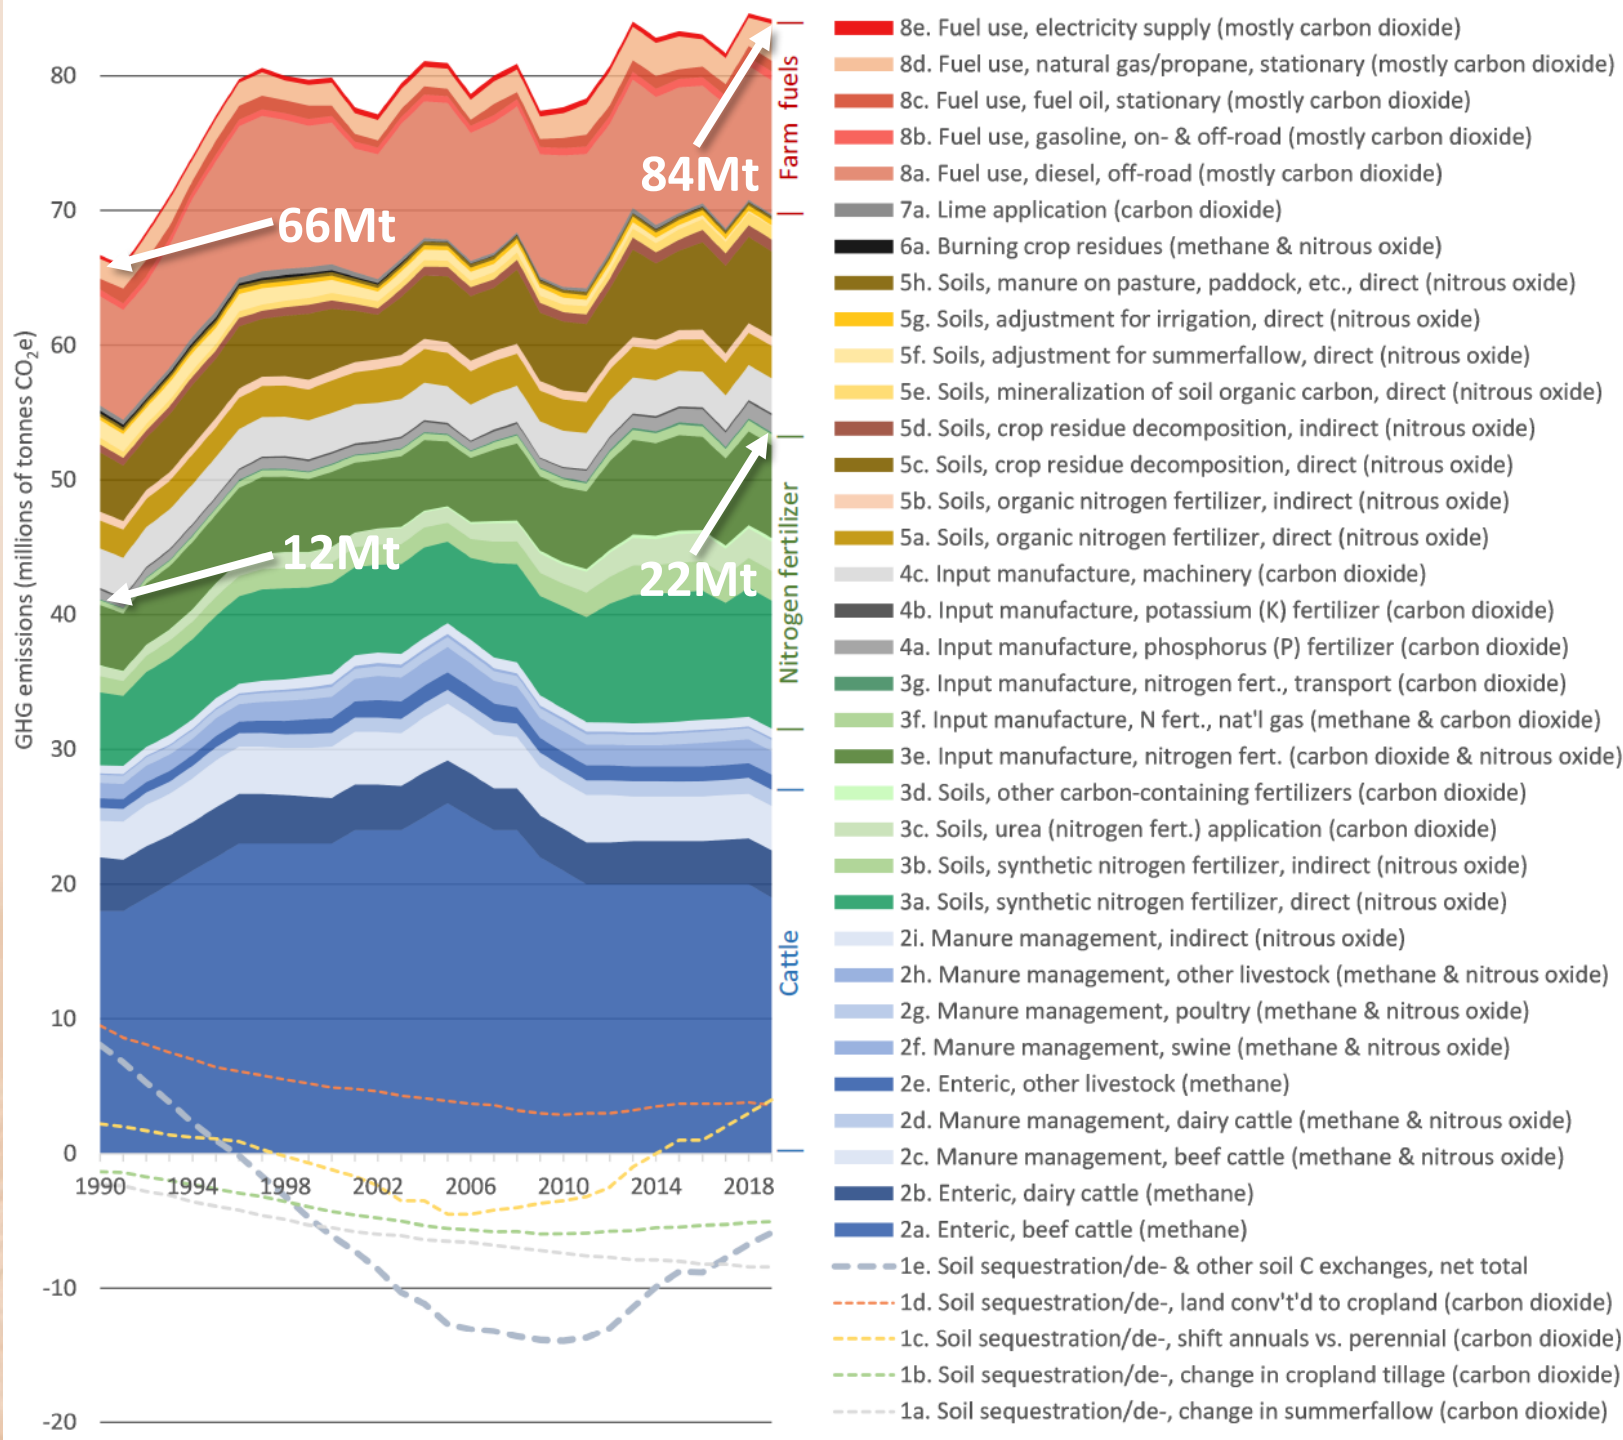 GHG emissions (millions of tonnes CO₂e)
80
70
60
50
40
30
20
10
0
-10
-20
1990
1994
1998
2002
2006
2010
2014
2018
66Mt
84Mt
12Mt
22Mt
Farm fuels
Nitrogen fertilizer
Cattle
8e. Fuel use, electricity supply (mostly carbon dioxide)
8d. Fuel use, natural gas/propane, stationary (mostly carbon dioxide)
8c. Fuel use, fuel oil, stationary (mostly carbon dioxide)
8b. Fuel use, gasoline, on- & off-road (mostly carbon dioxide)
8a. Fuel use, diesel, off-road (mostly carbon dioxide)
7a. Lime application (carbon dioxide)
6a. Burning crop residues (methane & nitrous oxide)
5h. Soils, manure on pasture, paddock, etc., direct (nitrous oxide)
5g. Soils, adjustment for irrigation, direct (nitrous oxide)
5f. Soils, adjustment for summerfallow, direct (nitrous oxide)
5e. Soils, mineralization of soil organic carbon, direct (nitrous oxide)
5d. Soils, crop residue decomposition, indirect (nitrous oxide)
5c. Soils, crop residue decomposition, direct (nitrous oxide)
5b. Soils, organic nitrogen fertilizer, indirect (nitrous oxide)
5a. Soils, organic nitrogen fertilizer, direct (nitrous oxide)
4c. Input manufacture, machinery (carbon dioxide)
4b. Input manufacture, potassium (K) fertilizer (carbon dioxide)
4a. Input manufacture, phosphorus (P) fertilizer (carbon dioxide)
3g. Input manufacture, nitrogen fert., transport (carbon dioxide)
3f. Input manufacture, N fert., nat'l gas (methane & carbon dioxide)
3e. Input manufacture, nitrogen fert. (carbon dioxide & nitrous oxide)
3d. Soils, other carbon-containing fertilizers (carbon dioxide)
3c. Soils, urea (nitrogen fert.) application (carbon dioxide)
3b. Soils, synthetic nitrogen fertilizer, indirect (nitrous oxide)
3a. Soils, synthetic nitrogen fertilizer, direct (nitrous oxide)
2i. Manure management, indirect (nitrous oxide)
2h. Manure management, other livestock (methane & nitrous oxide)
2g. Manure management, poultry (methane & nitrous oxide)
2f. Manure management, swine (methane & nitrous oxide)
2e. Enteric, other livestock (methane)
2d. Manure management, dairy cattle (methane & nitrous oxide)
2c. Manure management, beef cattle (methane & nitrous oxide)
2b. Enteric, dairy cattle (methane)
2a. Enteric, beef cattle (methane)
1e. Soil sequestration/de- & other soil C exchanges, net total
1d. Soil sequestration/de-, land conv't'd to cropland (carbon dioxide)
1c. Soil sequestration/de-, shift annuals vs. perennial (carbon dioxide)
1b. Soil sequestration/de-, change in cropland tillage (carbon dioxide)
1a. Soil sequestration/de-, change in summerfallow (carbon dioxide)